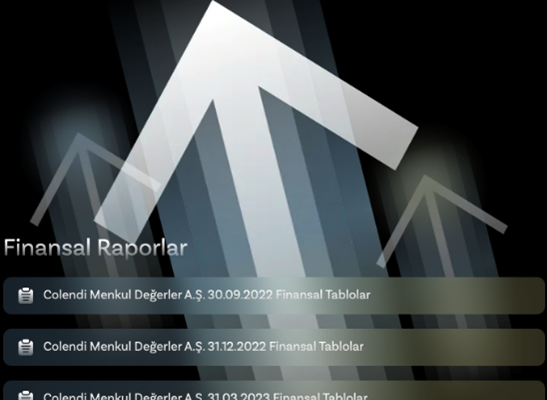 Finansal Raporlar
Colendi Menkul Değerler A.Ş. 30.09.2022 Finansal Tablolar
Colendi Menkul Değerler A.Ş. 31.12.2022 Finansal Tablolar
Colendi Menkul Değerler A.Ş. 31.03.2023 Finansal Tablolar